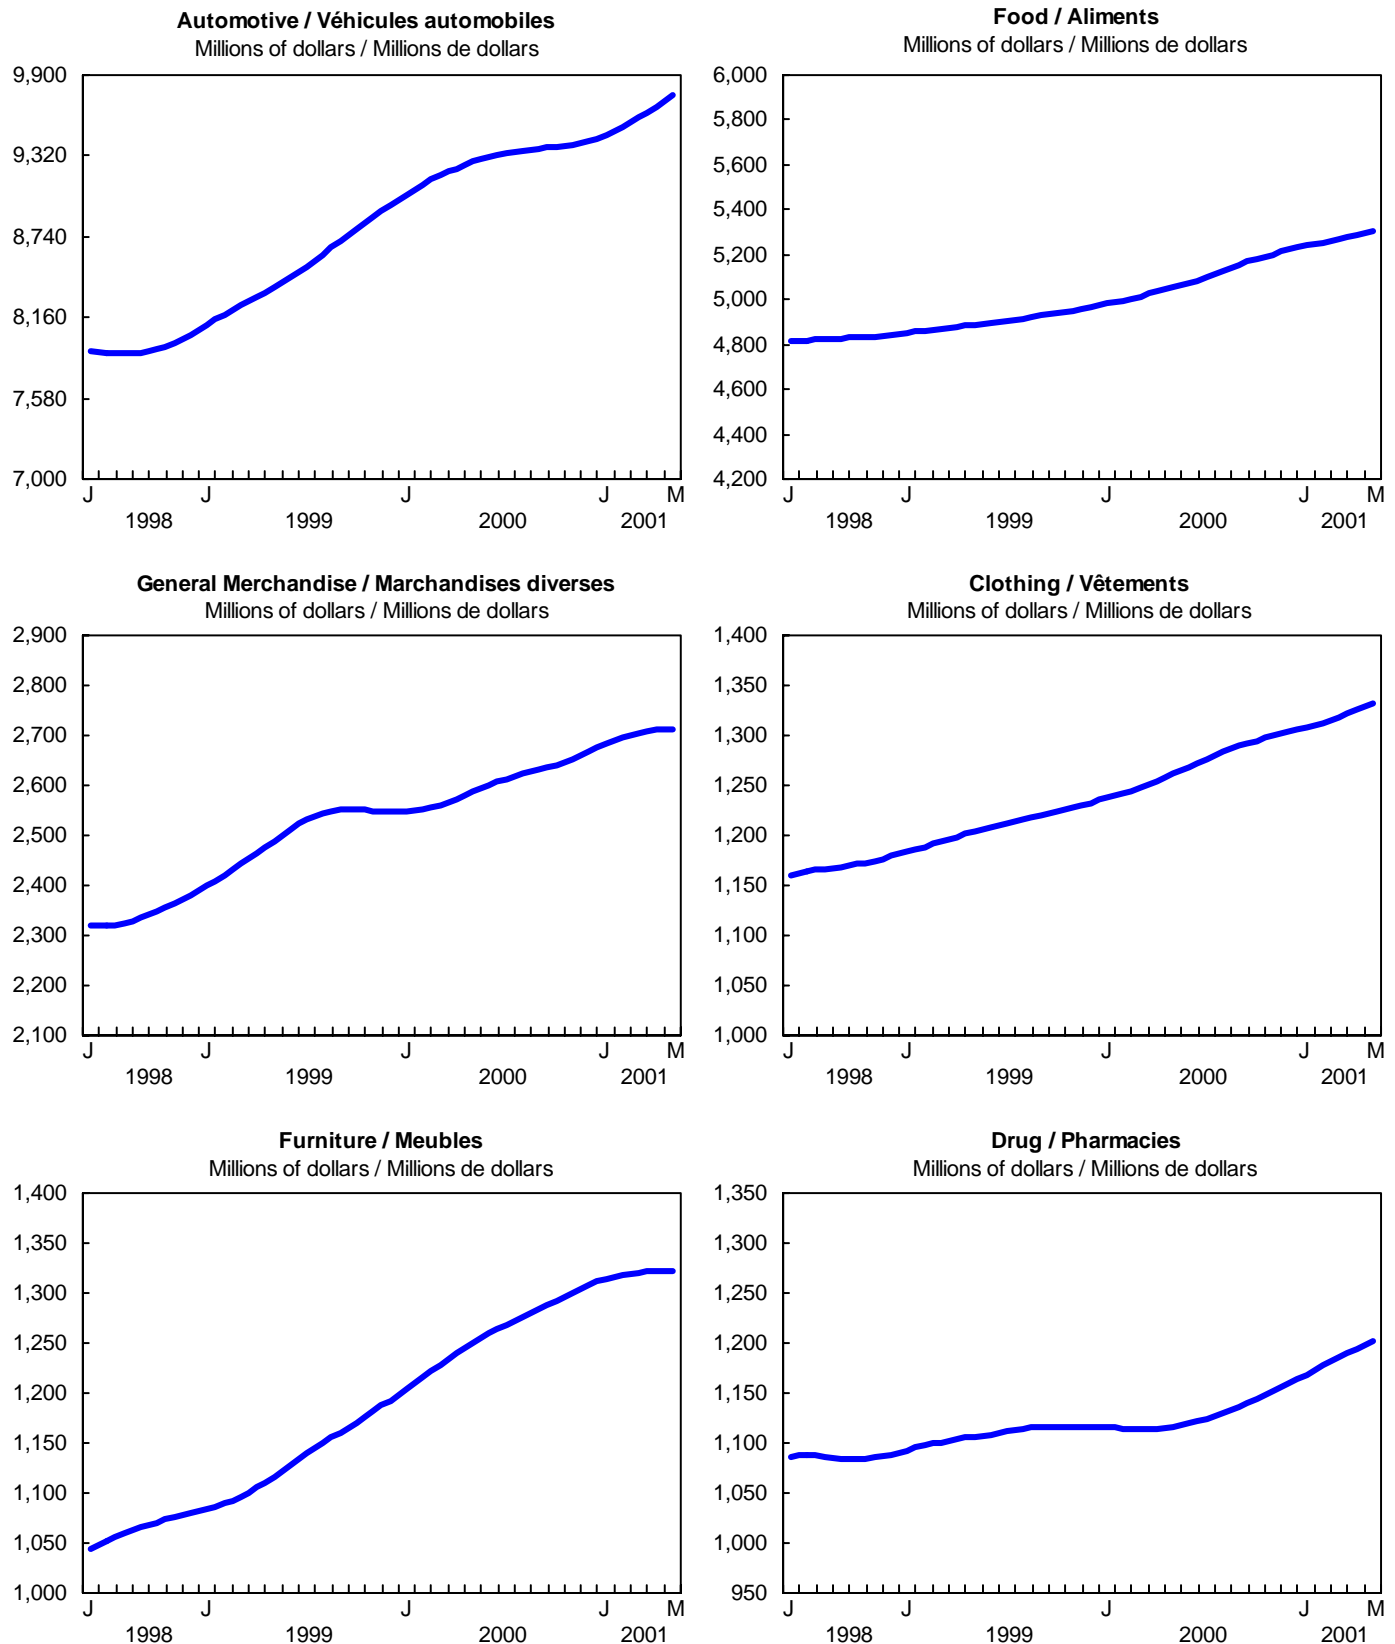 Automotive / Véhicules automobiles
Millions of dollars / Millions de dollars
9,900
9,320
8,740
8,160
7,580
7,000
J J J J M
1998 1999 2000 2001
Food / Aliments
Millions of dollars / Millions de dollars
6,000
5,800
5,600
5,400
5,200
5,000
4,800
4,600
4,400
4,200
J J J J M
1998 1999 2000 2001
General Merchandise / Marchandises diverses
Millions of dollars / Millions de dollars
2,900
2,800
2,700
2,600
2,500
2,400
2,300
2,200
2,100
J J J J M
1998 1999 2000 2001
Clothing / Vêtements
Millions of dollars / Millions de dollars
1,400
1,350
1,300
1,250
1,200
1,150
1,100
1,050
1,000
J J J J M
1998 1999 2000 2001
Furniture / Meubles
Millions of dollars / Millions de dollars
1,400
1,350
1,300
1,250
1,200
1,150
1,100
1,050
1,000
J J J J M
1998 1999 2000 2001
Drug / Pharmacies
Millions of dollars / Millions de dollars
1,350
1,300
1,250
1,200
1,150
1,100
1,050
1,000
950
J J J J M
1998 1999 2000 2001